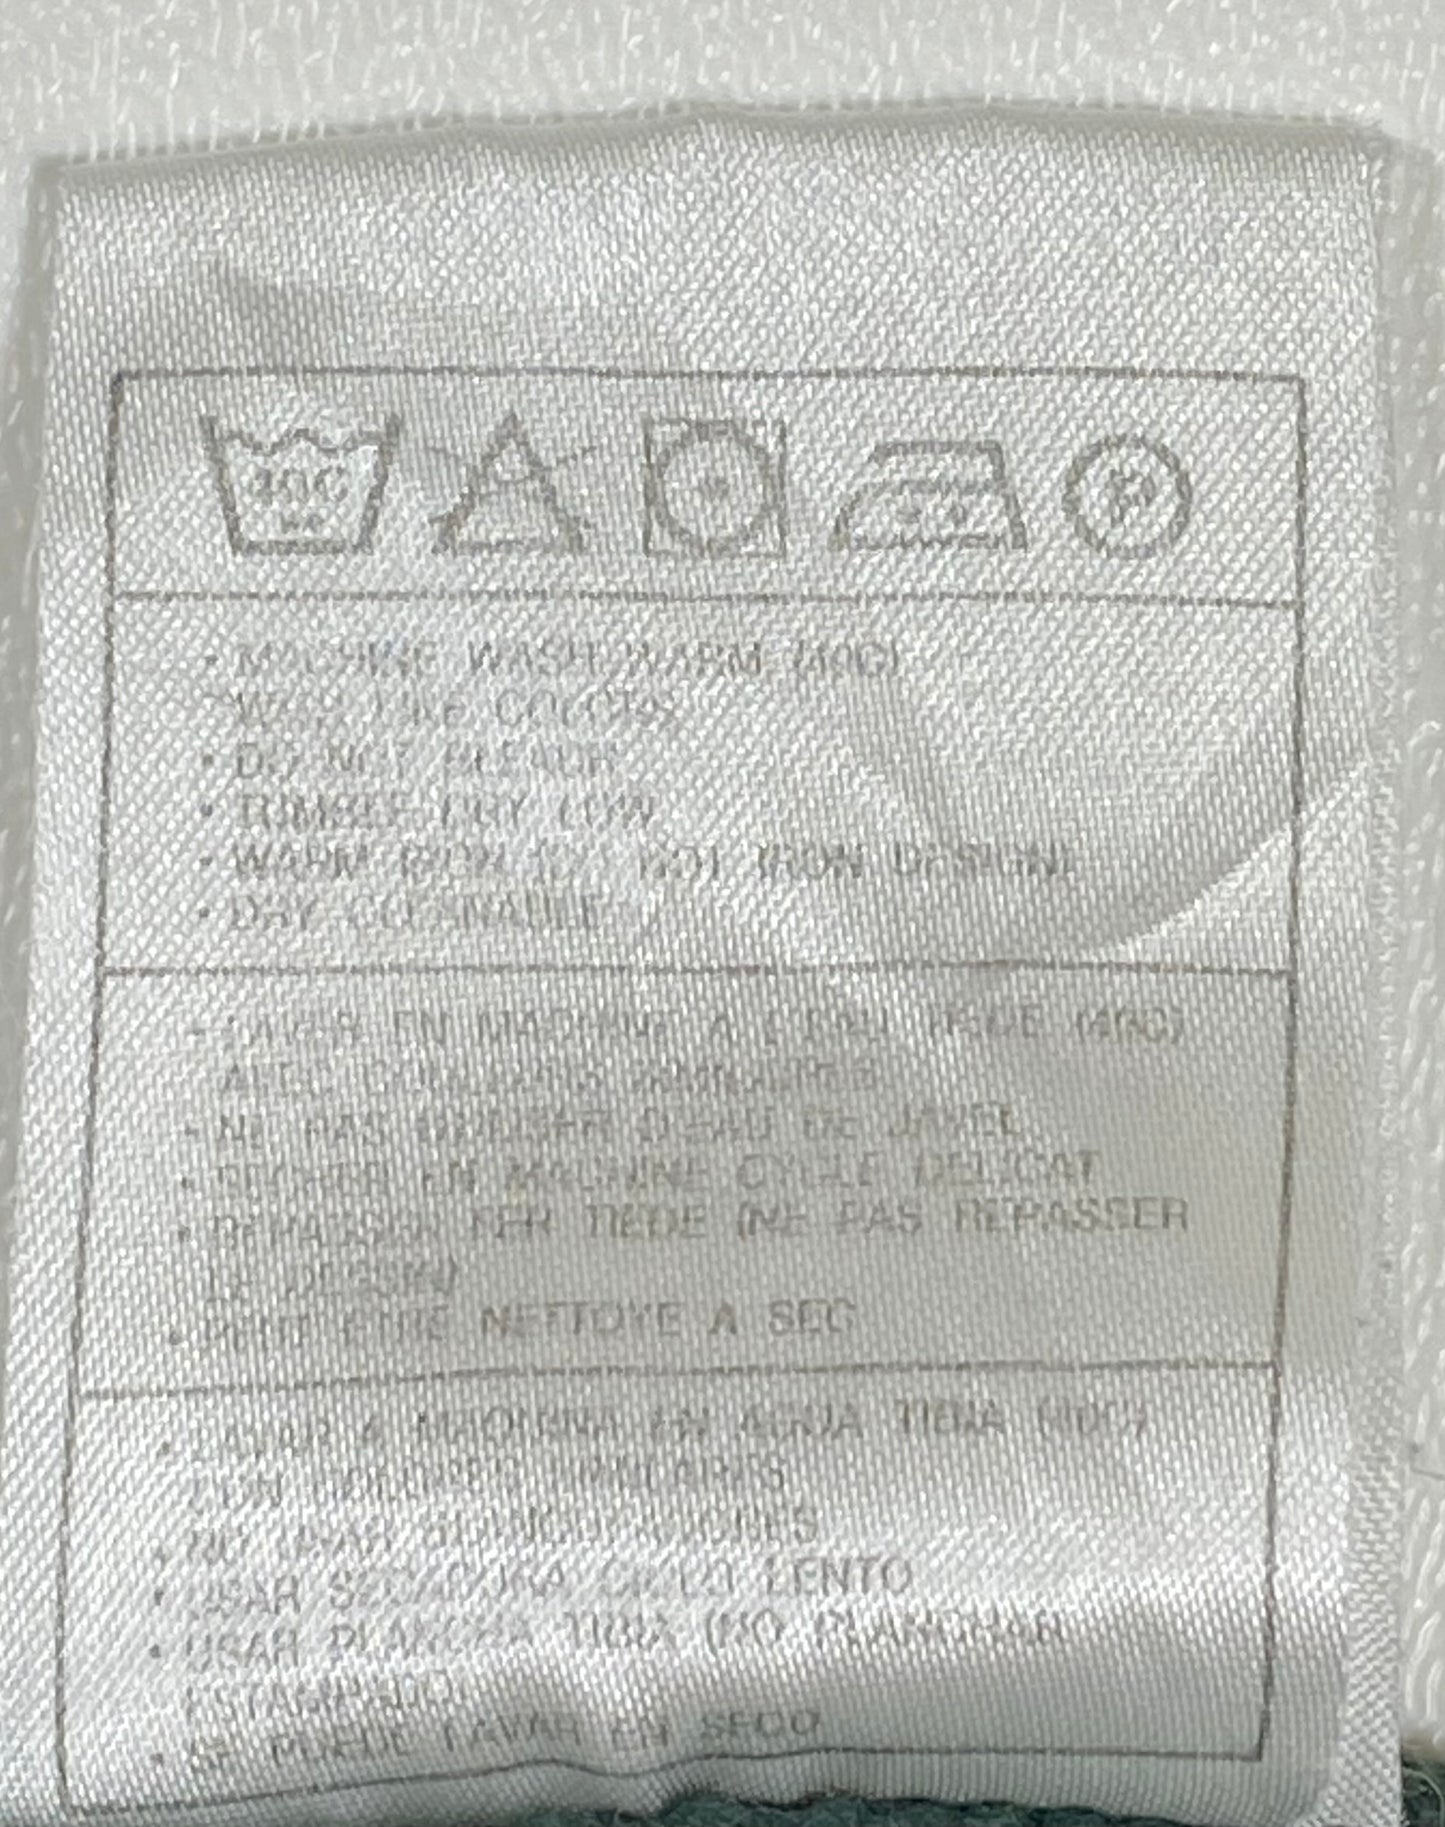 40C
• MACHINE WASH WARM (40C)
WASH LIKE COLORS
• DO NOT BLEACH
• TUMBLE DRY LOW
• WARM IRON (DO NOT IRON DESIGN)
• DRY CLEANABLE
• LAVER EN MACHINE A L'EAU TIEDE (40C)
AVEC COULEURS SIMILAIRES
• NE PAS UTILISER D'EAU DE JAVEL
• SECHER EN MACHINE CYCLE DELICAT
• REPASSER FER TIEDE (NE PAS REPASSER
LE DESSIN)
• PEUT ETRE NETTOYE A SEC
• LAVAR A MAQUINA EN AGUA TIBIA (40C)
CON COLORES SIMILARES
• NO USAR BLANQUEADORES
• USAR SECADORA CICLO LENTO
• USAR PLANCHA TIBIA (NO PLANCHAR
ESTAMPADO)
• SE PUEDE LAVAR EN SECO